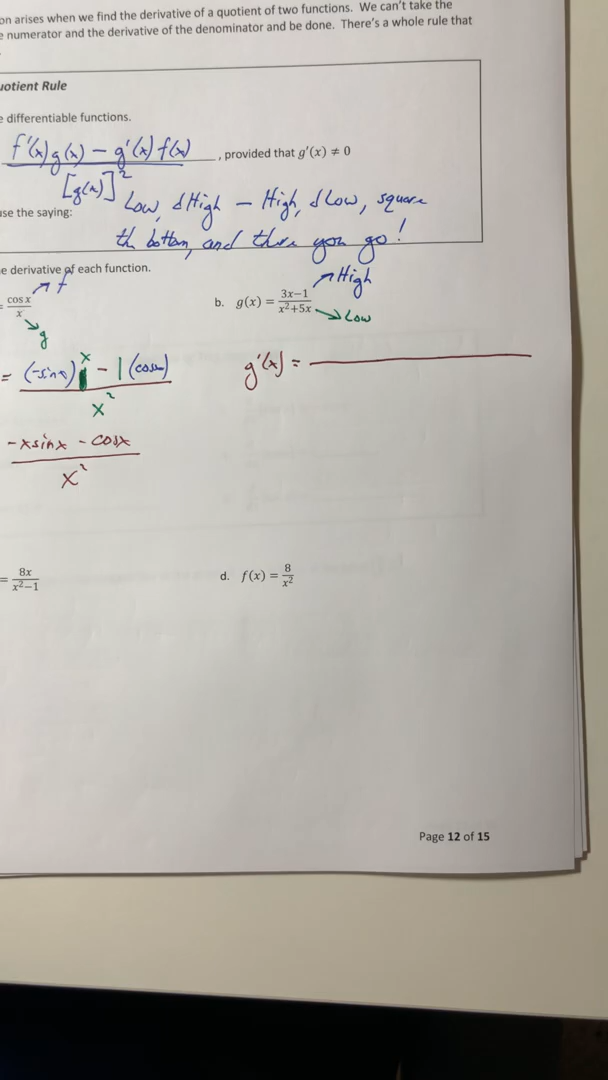 on arises when we find the derivative of a quotient of two functions. We can't take the
e numerator and the derivative of the denominator and be done. There's a whole rule that
uotient Rule
e differentiable functions.
f'(x)g(x) − g'(x)f(x)
, provided that g'(x) ≠ 0
[g(x)]²
Low, dHigh − High, dLow, square
use the saying:
the bottom, and there you go!
e derivative of each function.
f
High
= cos x / x
b. g(x) = 3x−1 / x²+5x
Low
g
= (-sinx) x − 1 (cosx)
x²
g'(x) =
-xsinx - cosx
x²
= 8x / x²−1
d. f(x) = 8 / x²
Page 12 of 15